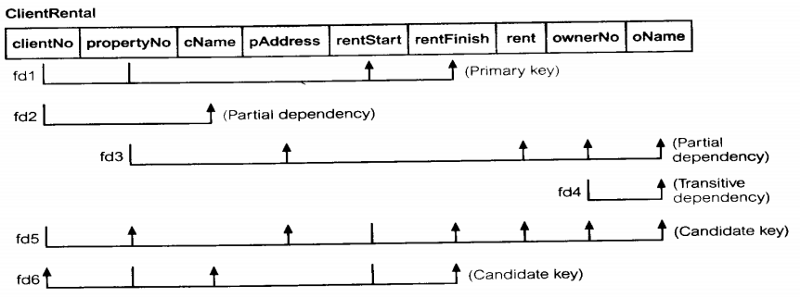 ClientRental
clientNo propertyNo cName pAddress rentStart rentFinish rent ownerNo oName
fd1 (Primary key)
fd2 (Partial dependency)
fd3 (Partial
dependency)
fd4 (Transitive
dependency)
fd5 (Candidate key)
fd6 (Candidate key)